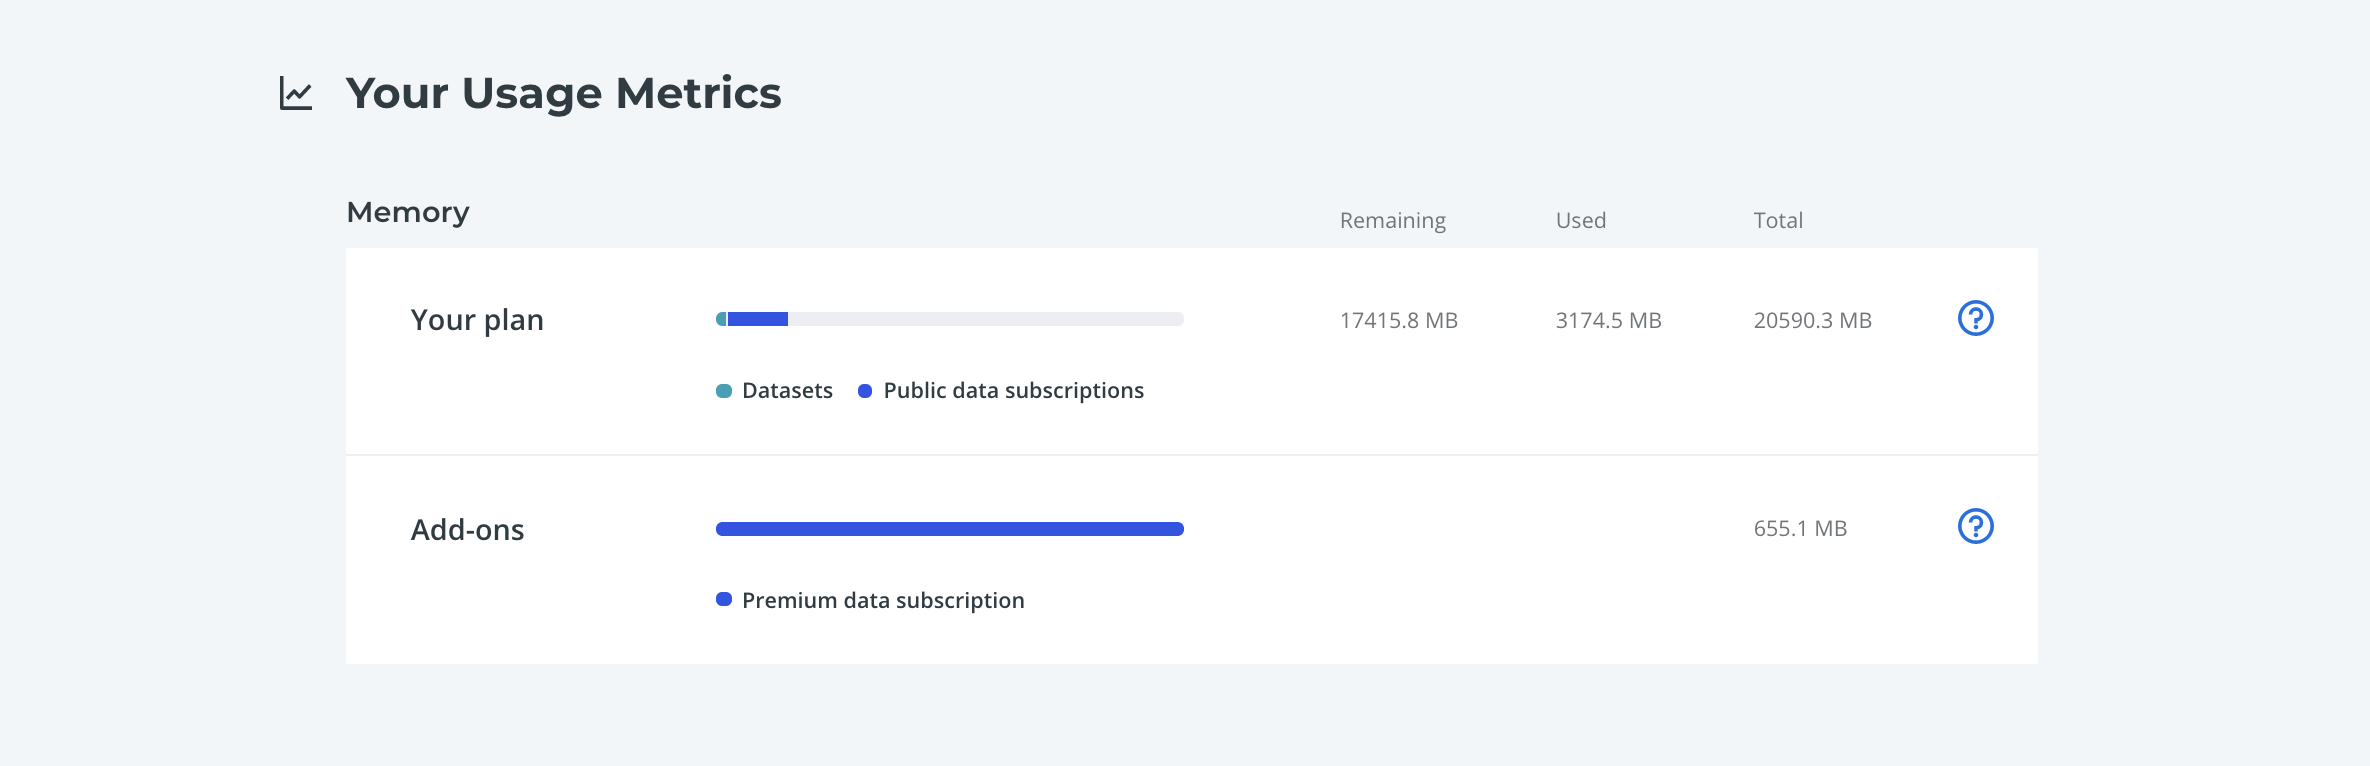 Your Usage Metrics
Memory Remaining Used Total
Your plan 17415.8 MB 3174.5 MB 20590.3 MB ?
Datasets Public data subscriptions
Add-ons 655.1 MB ?
Premium data subscription